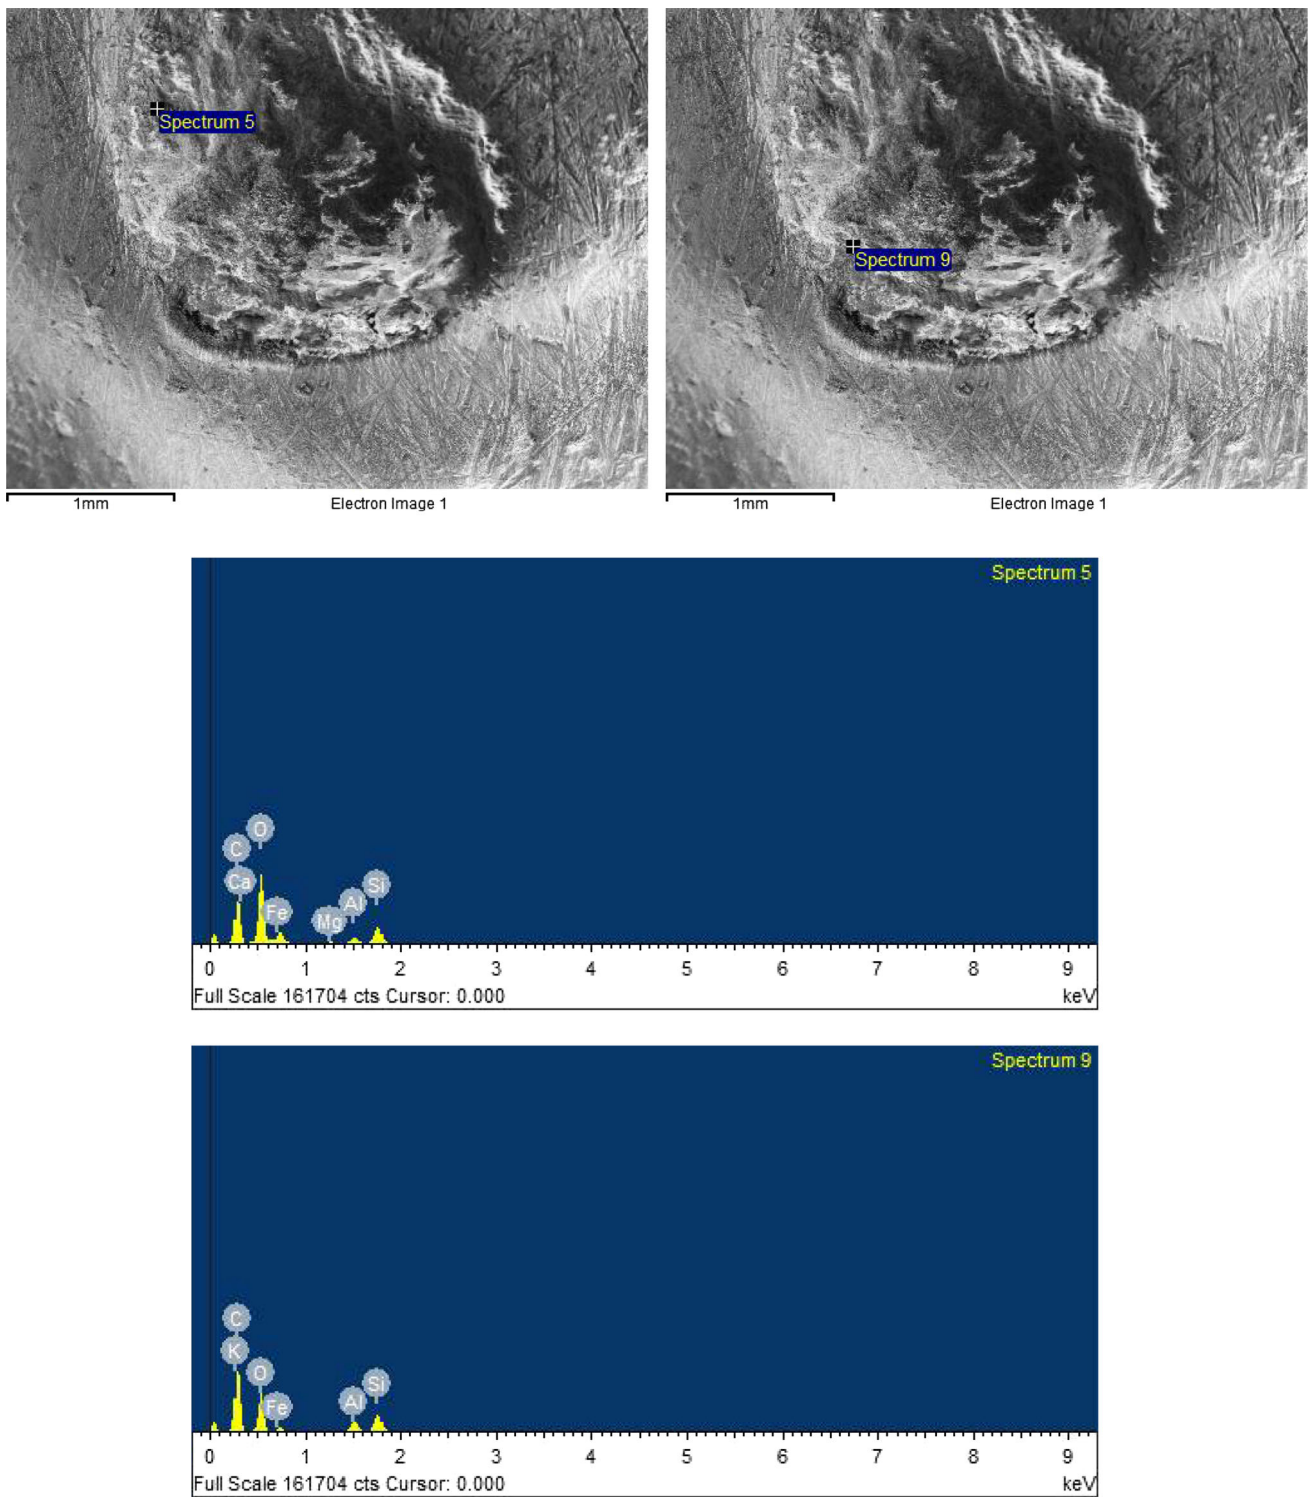 Spectrum 5
Spectrum 9
1mm Electron Image 1
1mm Electron Image 1
Spectrum 5
O
C
Ca
Si
Al
Fe
Mg
0 1 2 3 4 5 6 7 8 9
Full Scale 161704 cts Cursor: 0.000 keV
Spectrum 9
C
K
O
Si
Al
Fe
0 1 2 3 4 5 6 7 8 9
Full Scale 161704 cts Cursor: 0.000 keV